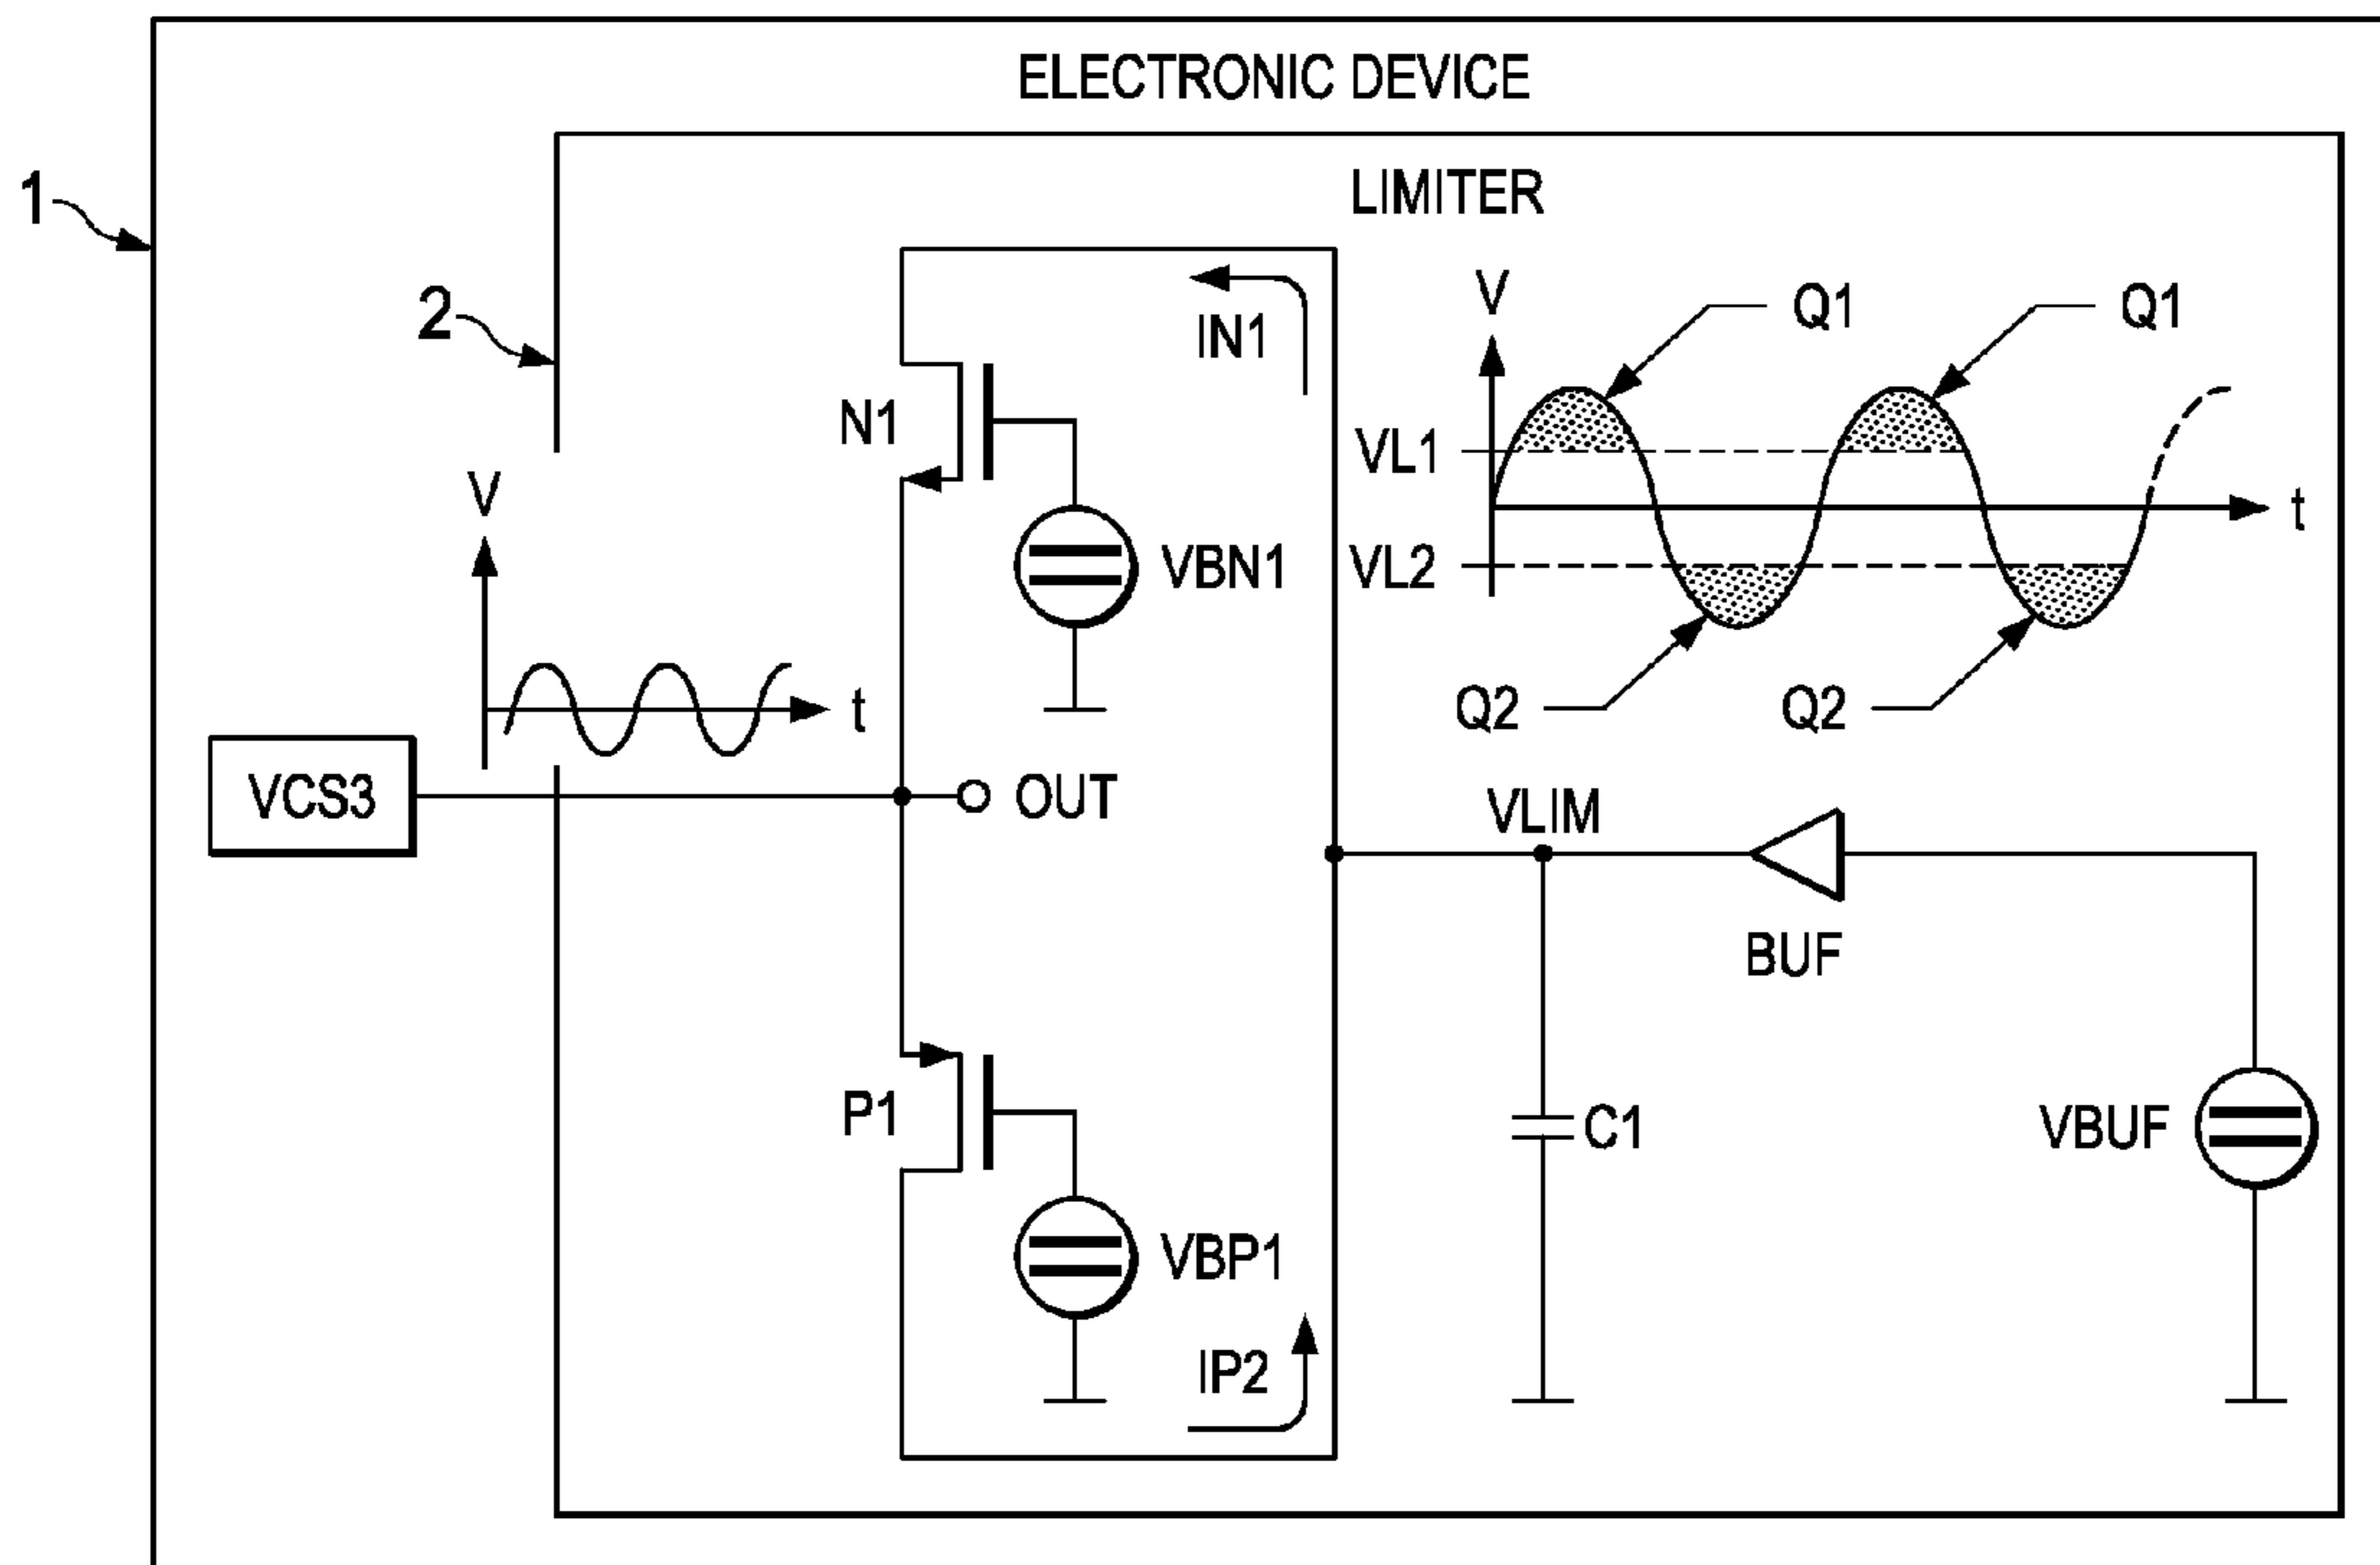 ELECTRONIC DEVICE
1
LIMITER
2
V
Q1
Q1
IN1
N1
VL1
V
t
VBN1
VL2
Q2
Q2
t
VCS3
OUT
VLIM
BUF
P1
C1
VBUF
VBP1
IP2